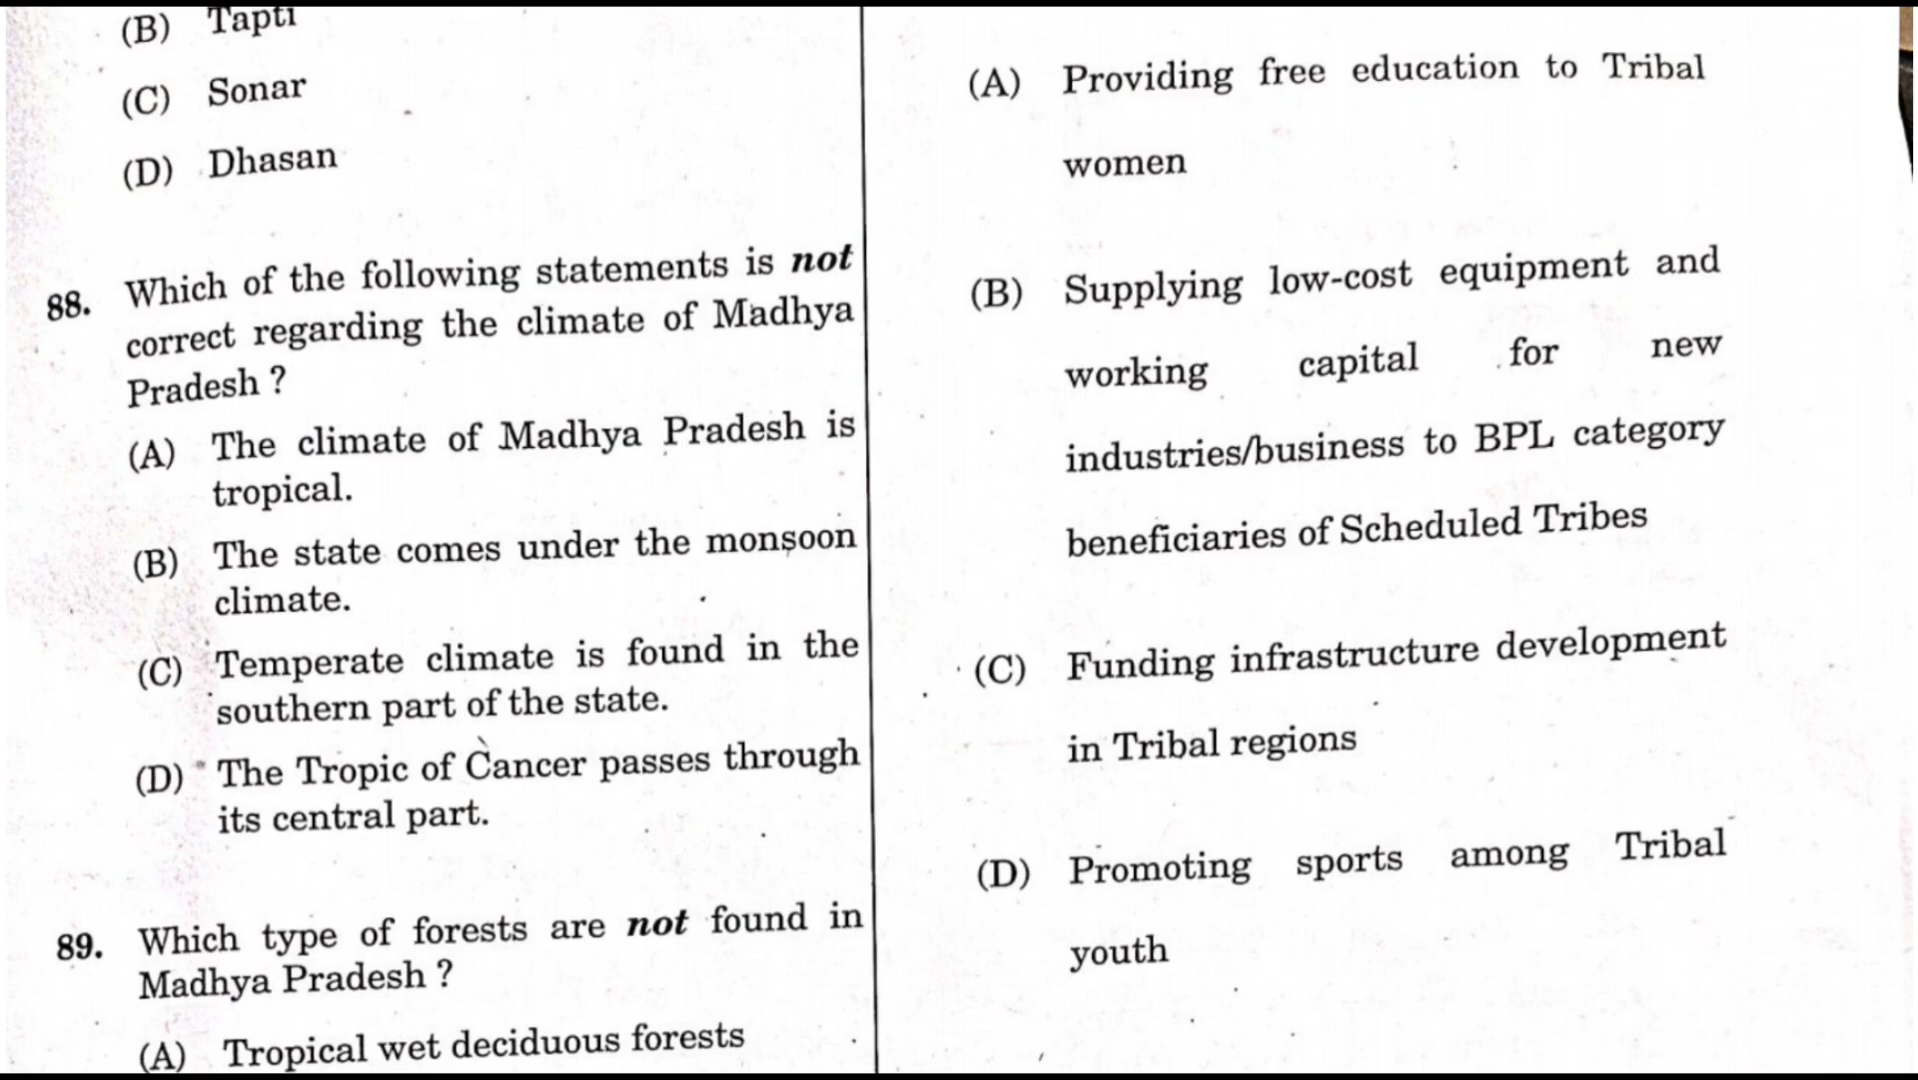 (B) Tapti
(C) Sonar
(D) Dhasan
88. Which of the following statements is not
correct regarding the climate of Madhya
Pradesh ?
(A) The climate of Madhya Pradesh is
tropical.
(B) The state comes under the monsoon
climate.
(C) Temperate climate is found in the
southern part of the state.
(D) The Tropic of Cancer passes through
its central part.
89. Which type of forests are not found in
Madhya Pradesh ?
(A) Tropical wet deciduous forests
(A) Providing free education to Tribal
women
(B) Supplying low-cost equipment and
working capital for new
industries/business to BPL category
beneficiaries of Scheduled Tribes
(C) Funding infrastructure development
in Tribal regions
(D) Promoting sports among Tribal
youth